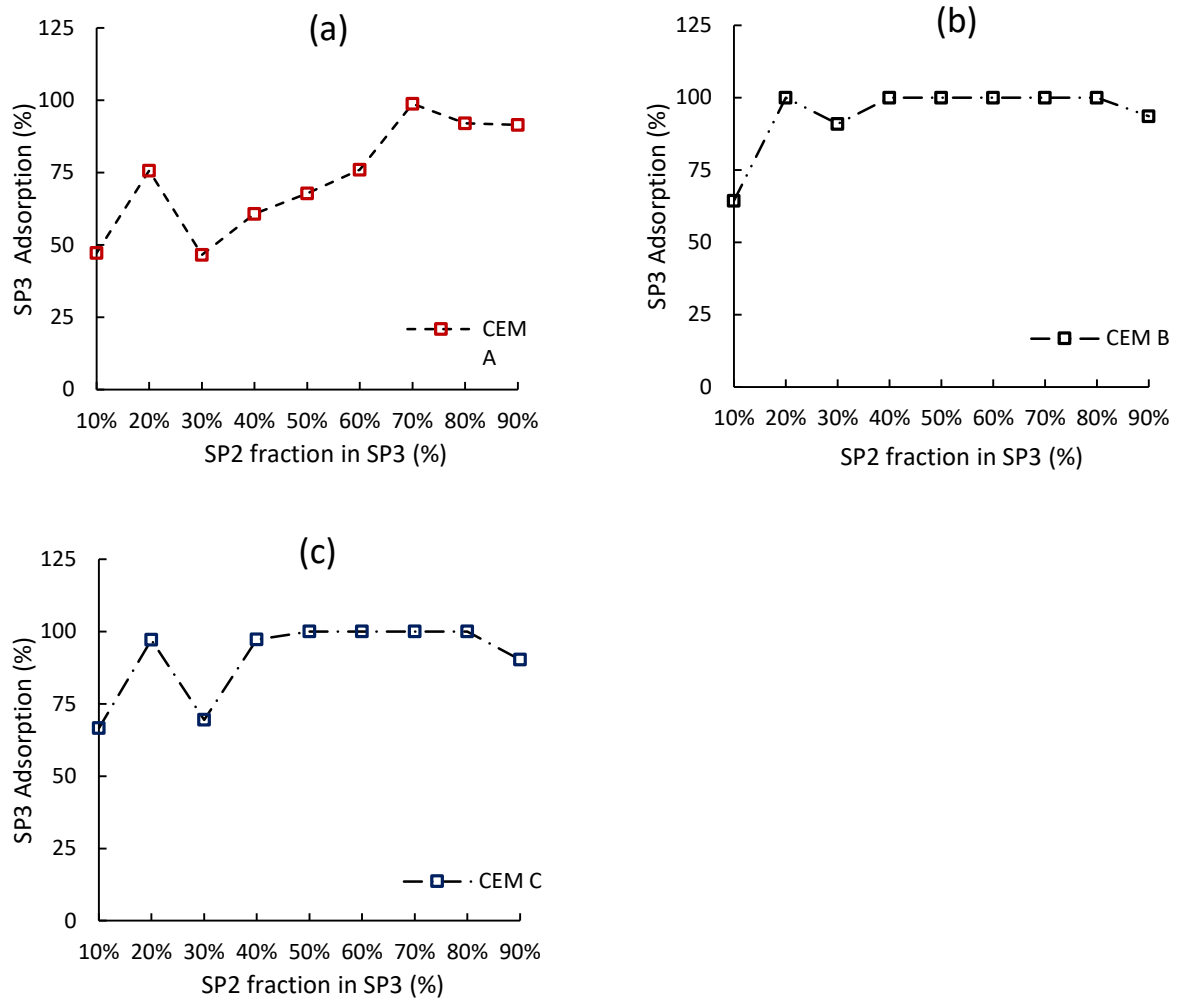 (a)
SP3 Adsorption (%)
125
100
75
50
25
0
10% 20% 30% 40% 50% 60% 70% 80% 90%
SP2 fraction in SP3 (%)
CEM
A
(b)
SP3 Adsorption (%)
125
100
75
50
25
0
10% 20% 30% 40% 50% 60% 70% 80% 90%
SP2 fraction in SP3 (%)
CEM B
(c)
SP3 Adsorption (%)
125
100
75
50
25
0
10% 20% 30% 40% 50% 60% 70% 80% 90%
SP2 fraction in SP3 (%)
CEM C